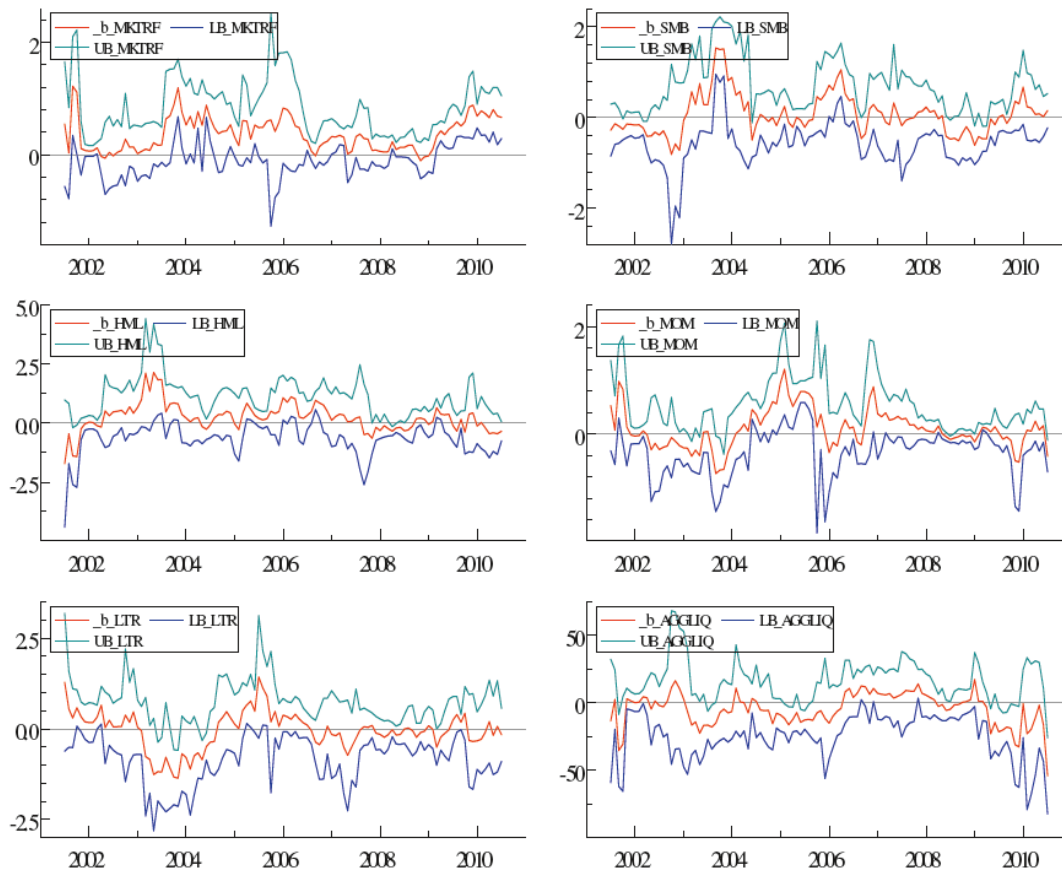 _b_MKTRF LB_MKTRF
UB_MKTRF
2
0
2002 2004 2006 2008 2010
_b_SMB LB_SMB
UB_SMB
2
0
-2
2002 2004 2006 2008 2010
_b_HML LB_HML
UB_HML
5.0
2.5
0.0
-2.5
2002 2004 2006 2008 2010
_b_MOM LB_MOM
UB_MOM
2
0
2002 2004 2006 2008 2010
_b_LTR LB_LTR
UB_LTR
2.5
0.0
-2.5
2002 2004 2006 2008 2010
_b_AGGLIQ LB_AGGLIQ
UB_AGGLIQ
50
0
-50
2002 2004 2006 2008 2010